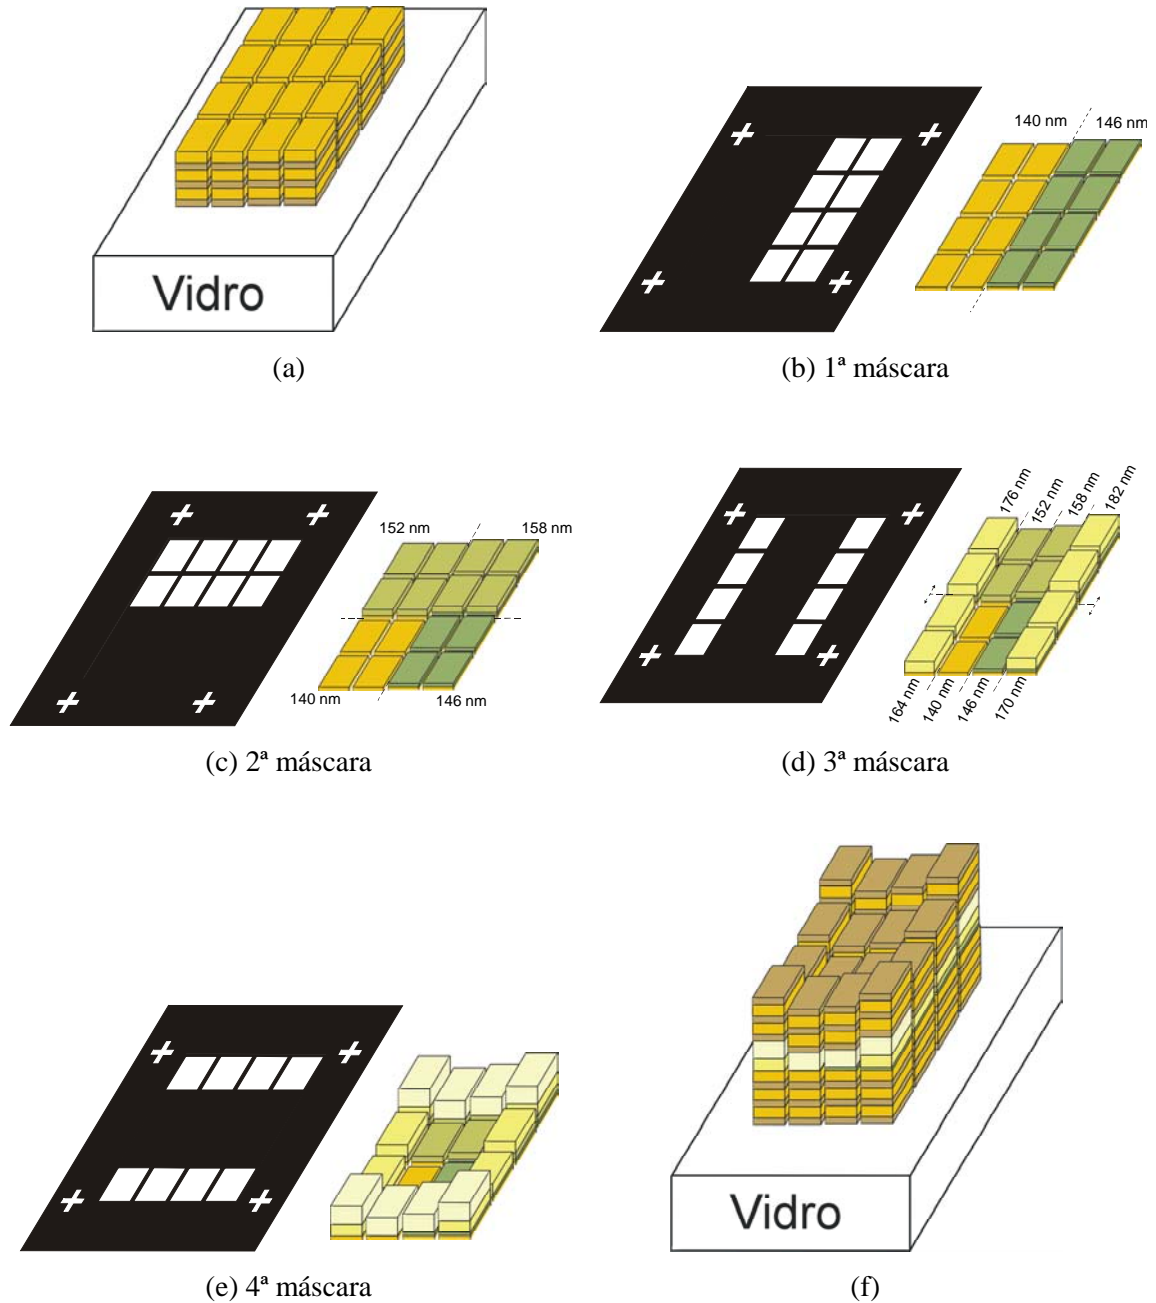 Vidro
(a)
140 nm
146 nm
(b) 1ª máscara
152 nm
158 nm
140 nm
146 nm
(c) 2ª máscara
176 nm
152 nm
158 nm
182 nm
164 nm
140 nm
146 nm
170 nm
(d) 3ª máscara
(e) 4ª máscara
Vidro
(f)